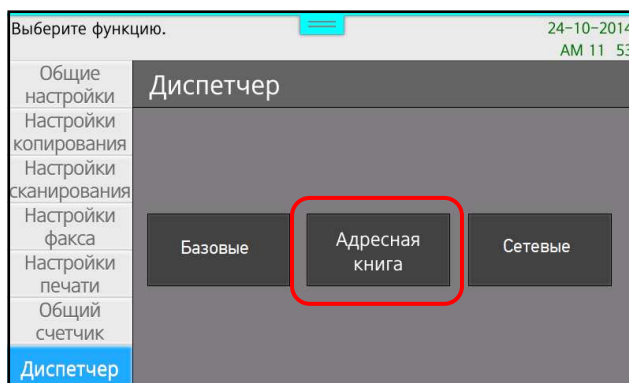 Выберите функцию.
24-10-2014
AM 11 53
Общие
настройки
Настройки
копирования
Настройки
сканирования
Настройки
факса
Настройки
печати
Общий
счетчик
Диспетчер
Диспетчер
Базовые
Адресная
книга
Сетевые